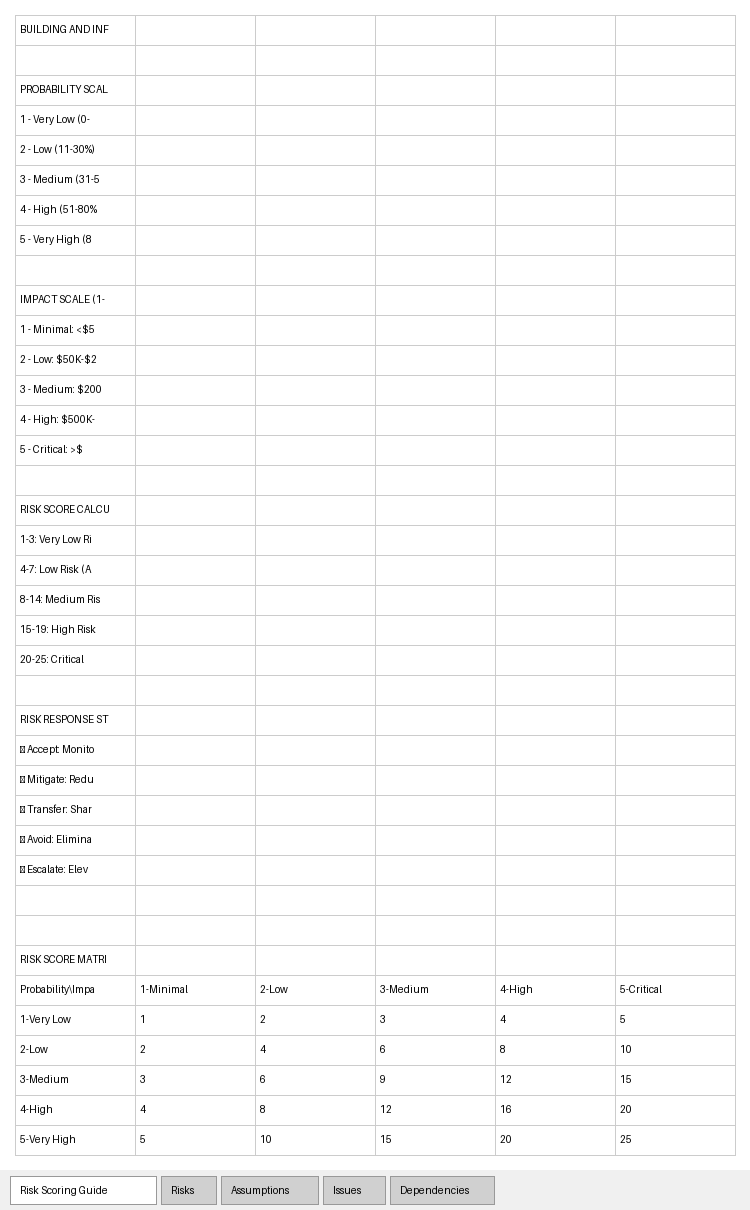 BUILDING AND INF
PROBABILITY SCAL
1 - Very Low (0-
2 - Low (11-30%)
3 - Medium (31-5
4 - High (51-80%
5 - Very High (8
IMPACT SCALE (1-
1 - Minimal: <$5
2 - Low: $50K-$2
3 - Medium: $200
4 - High: $500K-
5 - Critical: >$
RISK SCORE CALCU
1-3: Very Low Ri
4-7: Low Risk (A
8-14: Medium Ris
15-19: High Risk
20-25: Critical
RISK RESPONSE ST
Accept: Monito
Mitigate: Redu
Transfer: Shar
Avoid: Elimina
Escalate: Elev
RISK SCORE MATRI
Probability\Impa 1-Minimal 2-Low 3-Medium 4-High 5-Critical
1-Very Low 1 2 3 4 5
2-Low 2 4 6 8 10
3-Medium 3 6 9 12 15
4-High 4 8 12 16 20
5-Very High 5 10 15 20 25
Risk Scoring Guide Risks Assumptions Issues Dependencies